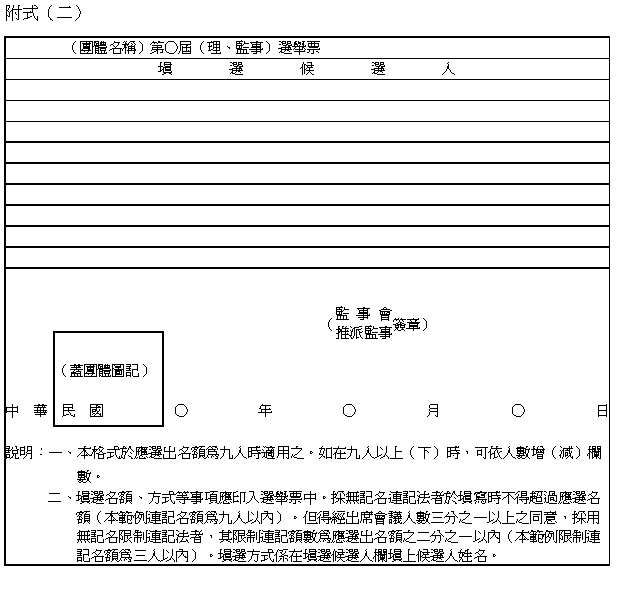 附式（二）
（團體名稱）第○屆（理、監事）選舉票
填選候選人
監事會
（推派監事簽章）
（蓋團體圖記）
中華民國○年○月○日
說明：一、本格式於應選出名額為九人時適用之。如在九人以上（下）時，可依人數增（減）欄
數。
二、填選名額、方式等事項應印入選舉票中。採無記名連記法者於填寫時不得超過應選名
額（本範例連記名額為九人以內）。但得經出席會議人數三分之一以上之同意，採用
無記名限制連記法者，其限制連記額數為應選出名額之二分之一以內（本範例限制連
記名額為三人以內）。填選方式係在填選候選人欄填上候選人姓名。